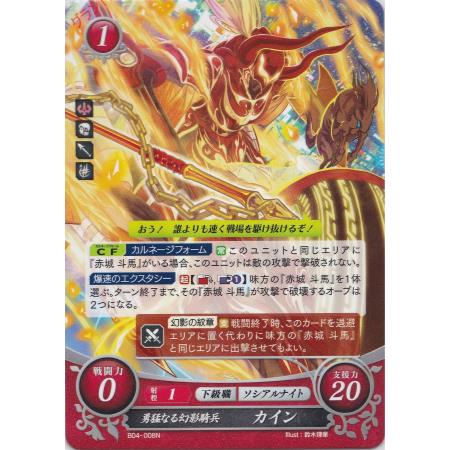 1
おう！ 誰よりも速く戦場を駆け抜けるぞ！
CF カルネージフォーム 常 このユニットと同じエリアに
『赤城 斗馬』がいる場合、このユニットは敵の攻撃で撃破されない。
爆速のエクスタシー 起 味方の『赤城 斗馬』を1体
選ぶ。ターン終了まで、その『赤城 斗馬』が攻撃で破壊するオーブは
2つになる。
幻影の紋章 支 戦闘終了時、このカードを退避
エリアに置く代わりに味方の『赤城 斗馬』
と同じエリアに出撃させてもよい。
戦闘力
0
射程 1 下級職 ソシアルナイト
支援力
20
勇猛なる幻影騎兵 カイン
B04-008N
Illust：鈴木理華